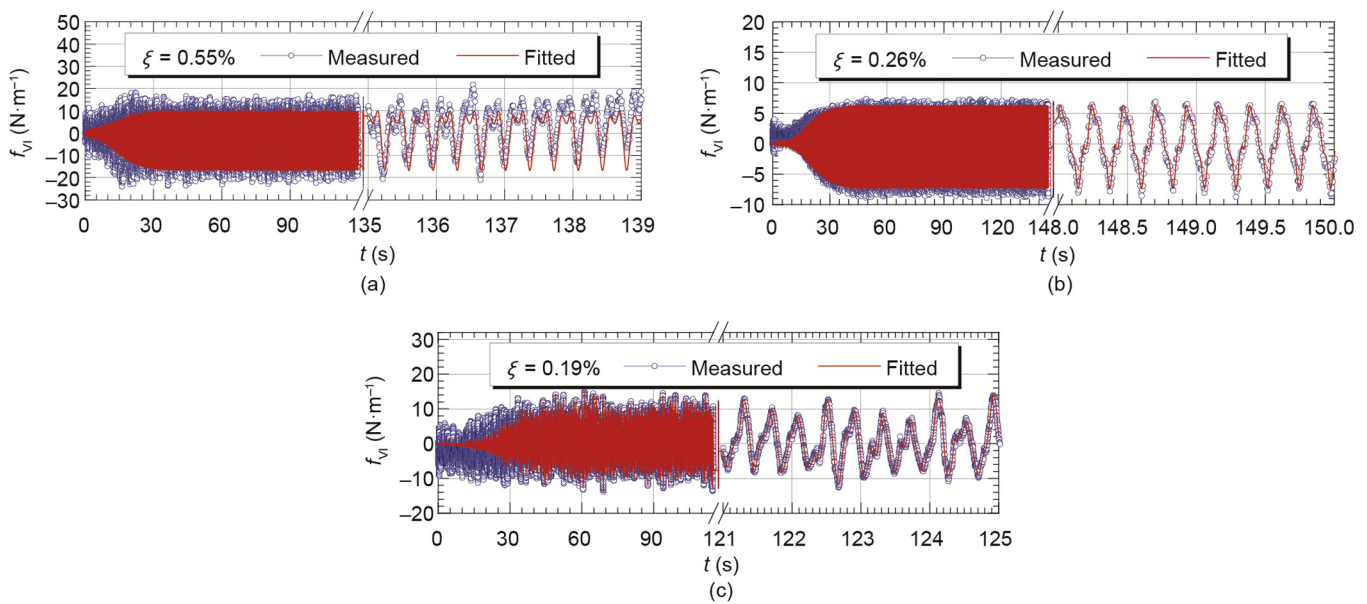 50
40
30
20
10
0
–10
–20
–30
f_VI (N·m⁻¹)
ξ = 0.55% Measured Fitted
0 30 60 90 135 136 137 138 139
t (s)
(a)
20
15
10
5
0
–5
–10
f_VI (N·m⁻¹)
ξ = 0.26% Measured Fitted
0 30 60 90 120 148.0 148.5 149.0 149.5 150.0
t (s)
(b)
30
20
10
0
–10
–20
f_VI (N·m⁻¹)
ξ = 0.19% Measured Fitted
0 30 60 90 121 122 123 124 125
t (s)
(c)